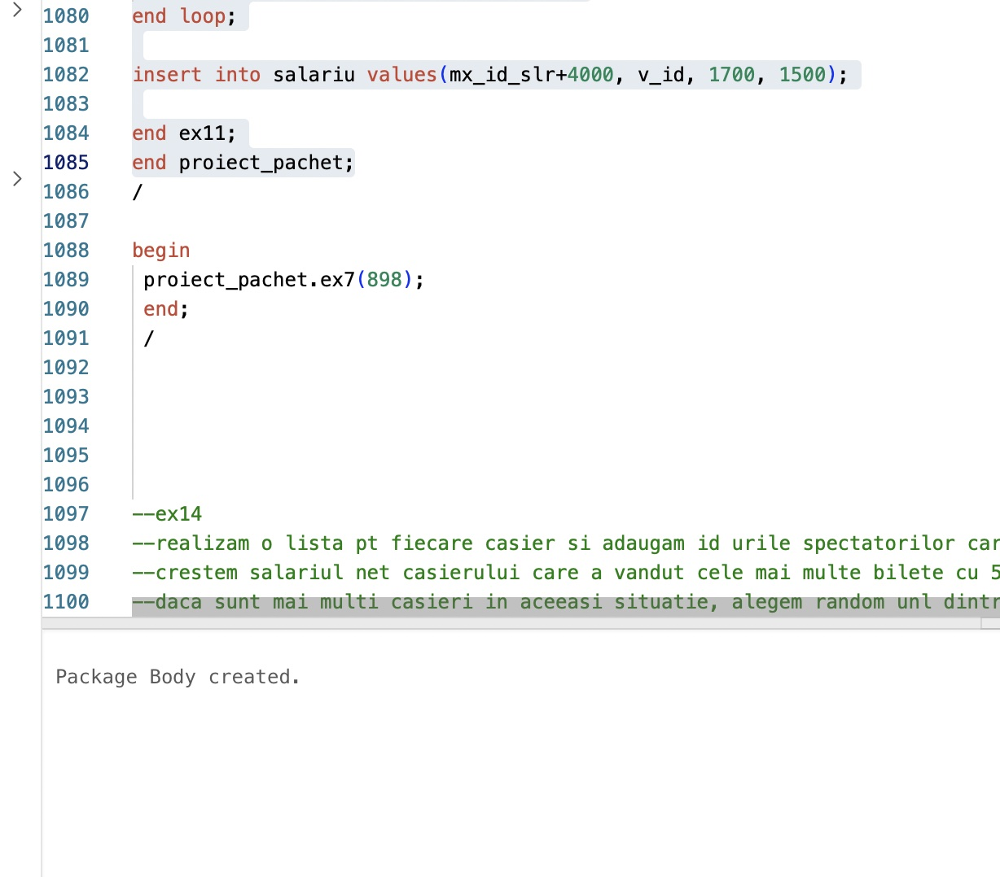 1080 end loop;
1081
1082 insert into salariu values(mx_id_slr+4000, v_id, 1700, 1500);
1083
1084 end ex11;
1085 end proiect_pachet;
1086 /
1087
1088 begin
1089 proiect_pachet.ex7(898);
1090 end;
1091 /
1092
1093
1094
1095
1096
1097 --ex14
1098 --realizam o lista pt fiecare casier si adaugam id urile spectatorilor car
1099 --crestem salariul net casierului care a vandut cele mai multe bilete cu 5
1100 --daca sunt mai multi casieri in aceeasi situatie, alegem random unl dintr
Package Body created.